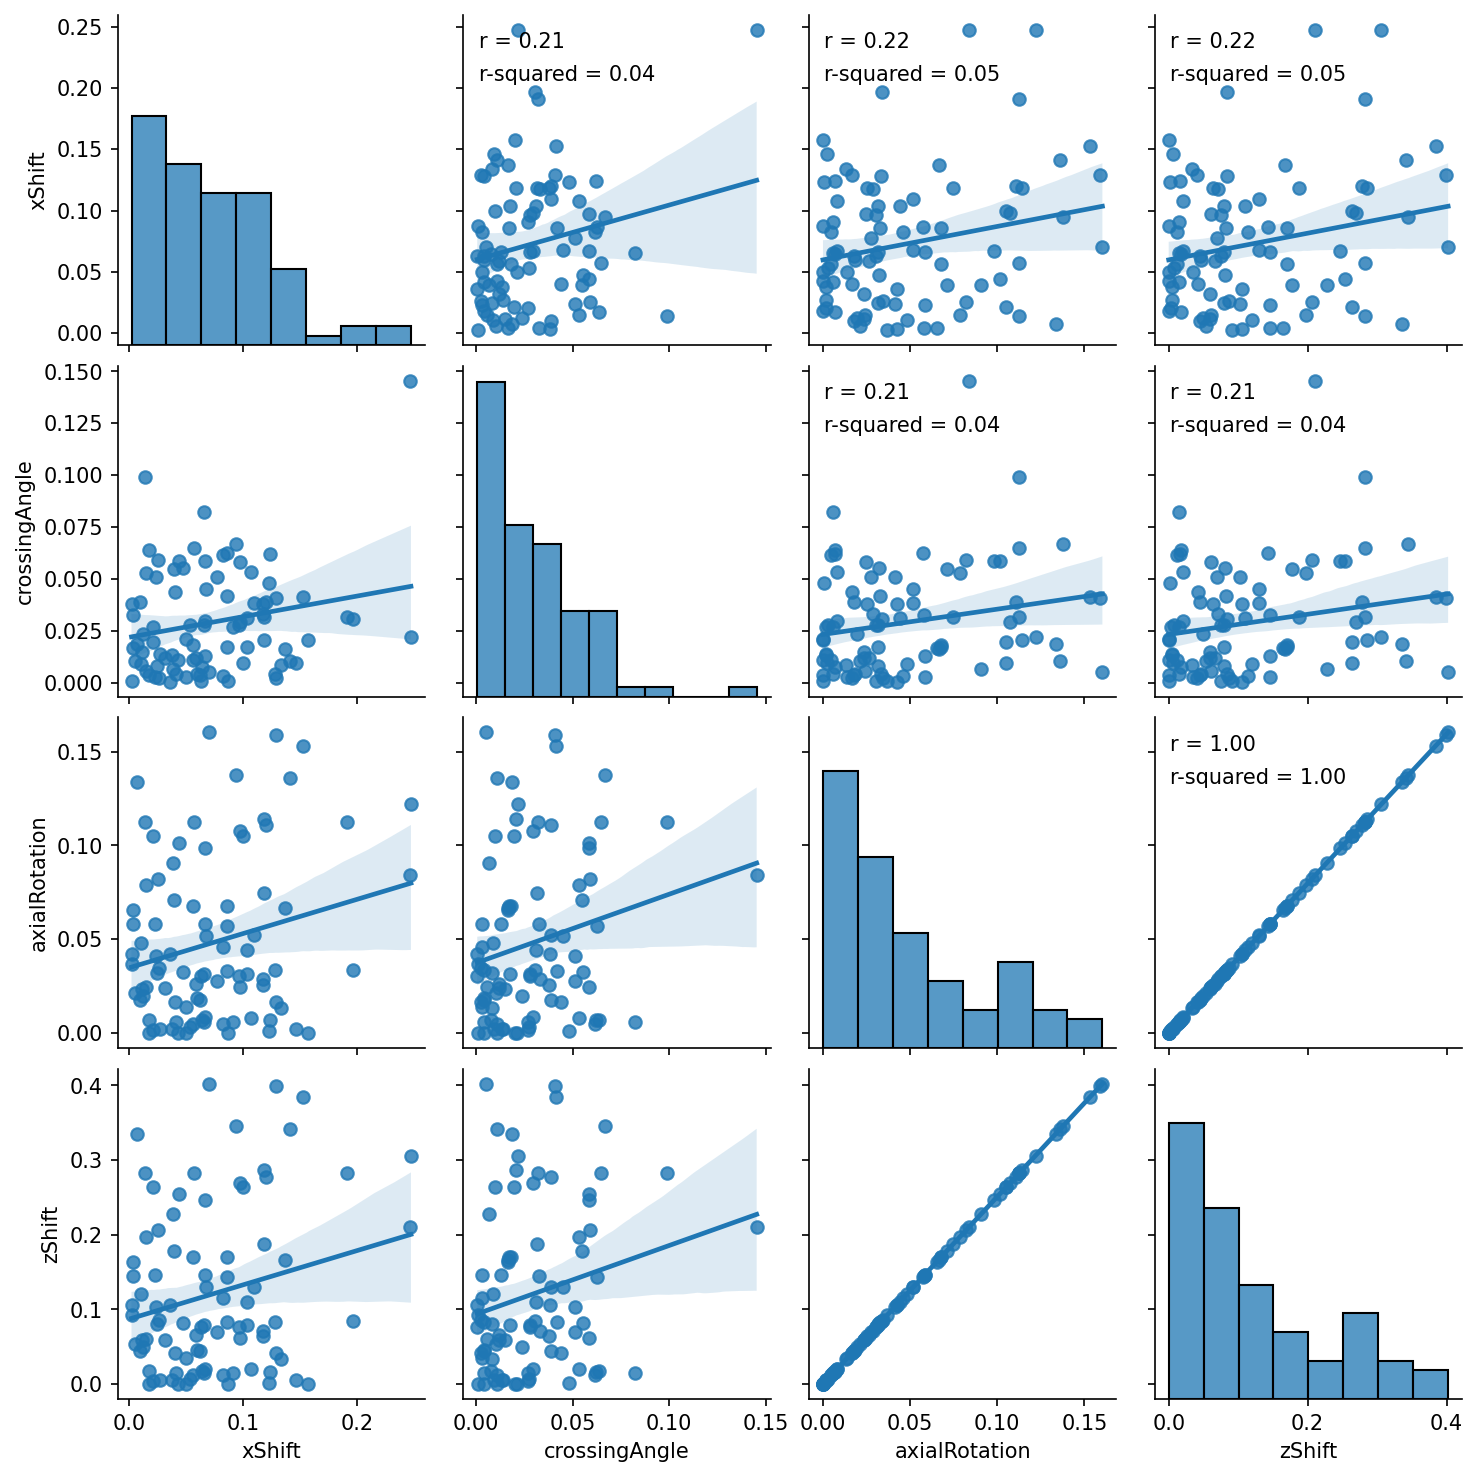 0.25
0.20
0.15
0.10
0.05
0.00
xShift
r = 0.21
r-squared = 0.04
r = 0.22
r-squared = 0.05
r = 0.22
r-squared = 0.05
0.150
0.125
0.100
0.075
0.050
0.025
0.000
crossingAngle
r = 0.21
r-squared = 0.04
r = 0.21
r-squared = 0.04
0.15
0.10
0.05
0.00
axialRotation
r = 1.00
r-squared = 1.00
0.4
0.3
0.2
0.1
0.0
zShift
0.0 0.1 0.2
0.00 0.05 0.10 0.15
0.00 0.05 0.10 0.15
0.0 0.2 0.4
xShift
crossingAngle
axialRotation
zShift